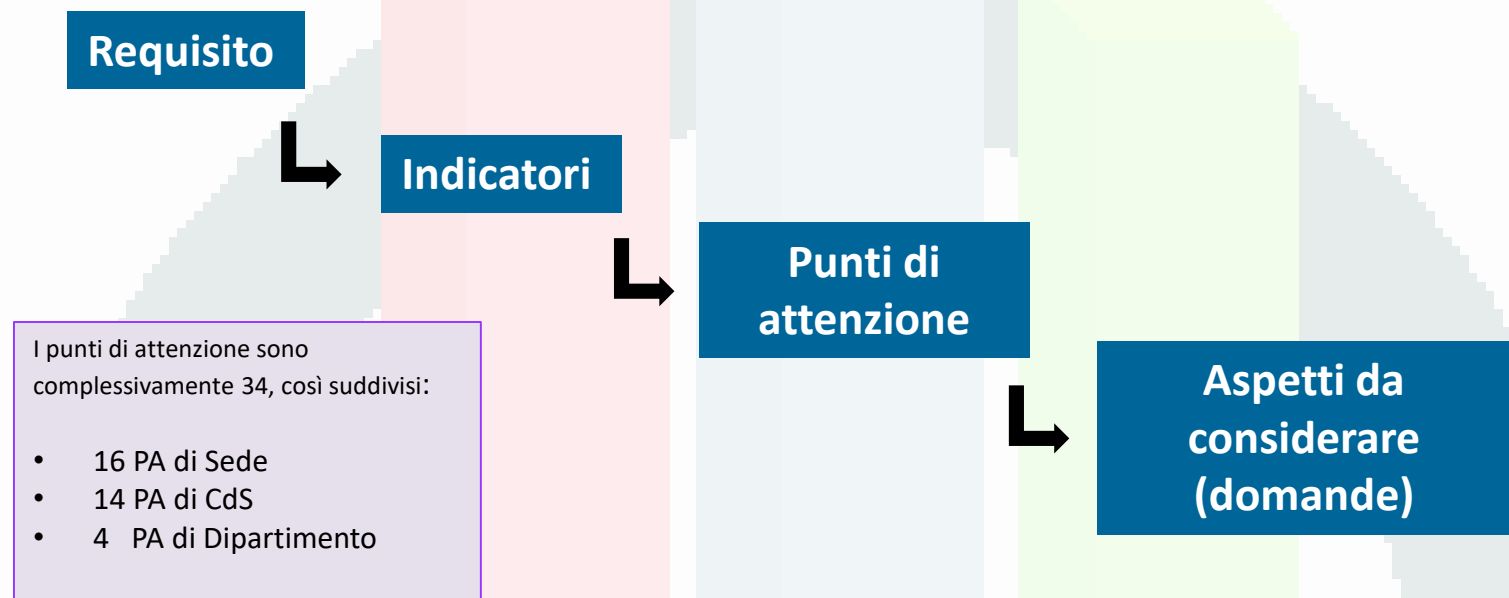 Requisito
Indicatori
Punti di
attenzione
Aspetti da
considerare
(domande)
I punti di attenzione sono
complessivamente 34, così suddivisi:
• 16 PA di Sede
• 14 PA di CdS
• 4 PA di Dipartimento